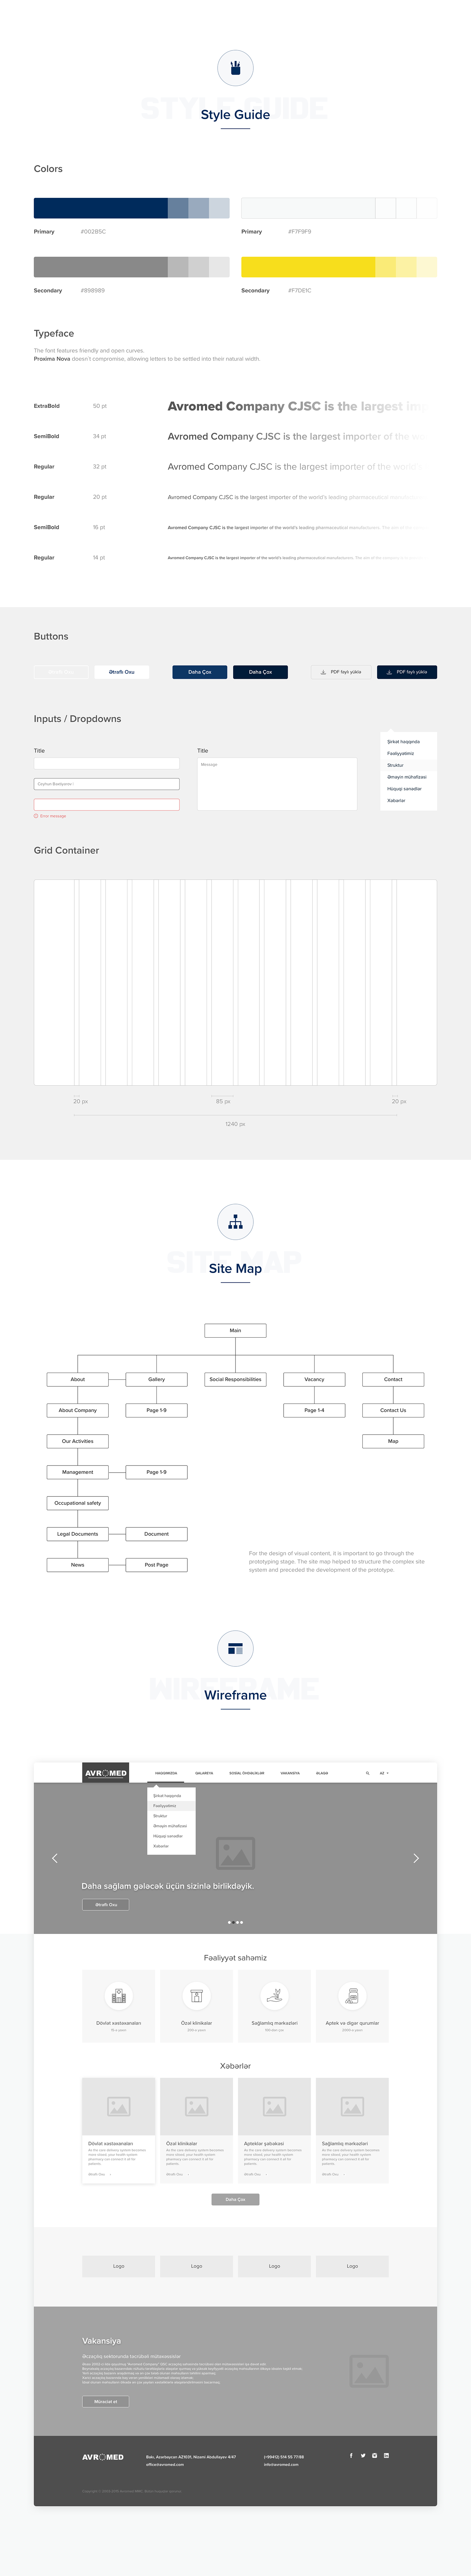 STYLE GUIDE
Style Guide
Colors
Primary #002B5C
Primary #F7F9F9
Secondary #898989
Secondary #F7DE1C
Typeface
The font features friendly and open curves.
Proxima Nova doesn't compromise, allowing letters to be settled into their natural width.
ExtraBold 50 pt Avromed Company CJSC is the largest im
SemiBold 34 pt Avromed Company CJSC is the largest importer of the wo
Regular 32 pt Avromed Company CJSC is the largest importer of the world
Regular 20 pt Avromed Company CJSC is the largest importer of the world's leading pharmaceutical
SemiBold 16 pt Avromed Company CJSC is the largest importer of the world's leading pharmaceutical manufacturers.
Regular 14 pt Avromed Company CJSC is the largest importer of the world's leading pharmaceutical manufacturers.
Buttons
Ətraflı Oxu
Daha Çox
Daha Çox
PDF faylı yüklə
PDF faylı yüklə
Inputs / Dropdowns
Title
Error message
Title
Message
Şirkət haqqında
Fəaliyyətimiz
Struktur
Əməyin mühafizəsi
Hüquqi sənədlər
Xəbərlər
Grid Container
20 px 85 px 20 px
1240 px
SITE MAP
Site Map
Main
About Gallery Social Responsibilities Vacancy Contact
About Company Page 1-9 Page 1-4 Contact Us
Our Activities Map
Management Page 1-9
Occupational safety
Legal Documents Document
News Post Page
For the design of visual content, it is important to go through the
prototyping stage. The site map helped to structure the complex site
system and preceded the development of the prototype.
WIREFRAME
Wireframe
AVROMED HAQQIMIZDA QALEREYA SOSİAL ÖHDƏLİKLƏR VAKANSİYA ƏLAQƏ AZ
Şirkət haqqında
Fəaliyyətimiz
Struktur
Əməyin mühafizəsi
Hüquqi sənədlər
Xəbərlər
Daha sağlam gələcək üçün sizinlə birlikdəyik.
Ətraflı Oxu
Fəaliyyət sahəmiz
Dövlət xəstəxanaları
Özəl klinikalar
Sağlamlıq mərkəzləri
Aptek və digər qurumlar
Xəbərlər
Dövlət xəstəxanaları
Özəl klinikalar
Apteklər şəbəkəsi
Sağlamlıq mərkəzləri
Daha Çox
Logo Logo Logo Logo
Vakansiya
Müraciət et
AVROMED
Bakı, Azərbaycan AZ1031, Nizami Abdullayev 4/47
office@avromed.com
(+99412) 514 55 77/88
info@avromed.com